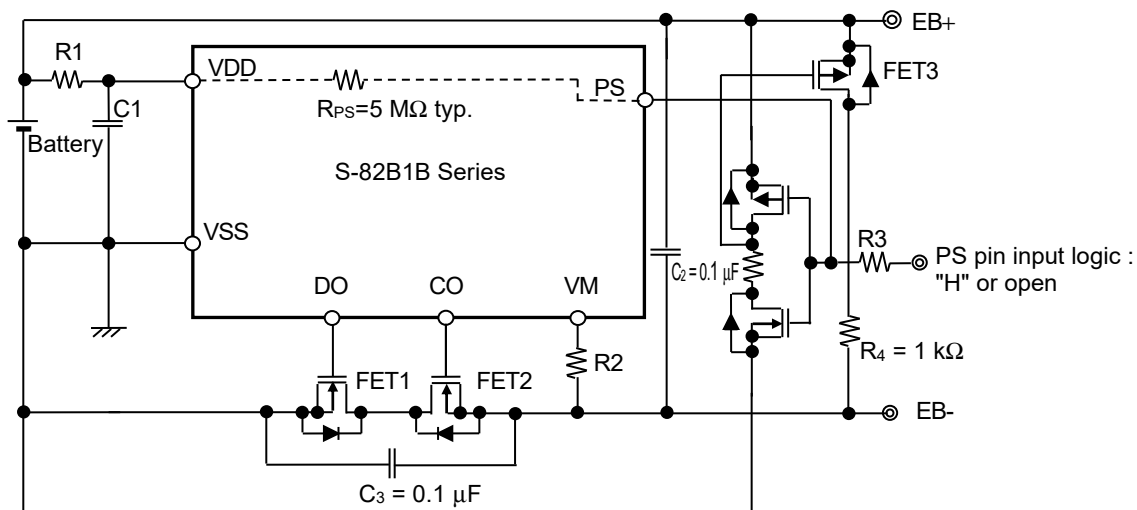 EB+
R1
VDD
PS
FET3
C1
RPS=5 MΩ typ.
Battery
S-82B1B Series
VSS
R3
PS pin input logic :
"H" or open
C2 = 0.1 μF
DO
CO
VM
R2
R4 = 1 kΩ
FET1
FET2
EB-
C3 = 0.1 μF